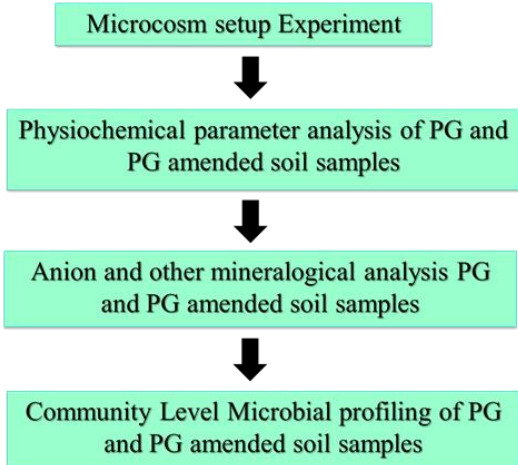 Microcosm setup Experiment
Physiochemical parameter analysis of PG and
PG amended soil samples
Anion and other mineralogical analysis PG
and PG amended soil samples
Community Level Microbial profiling of PG
and PG amended soil samples